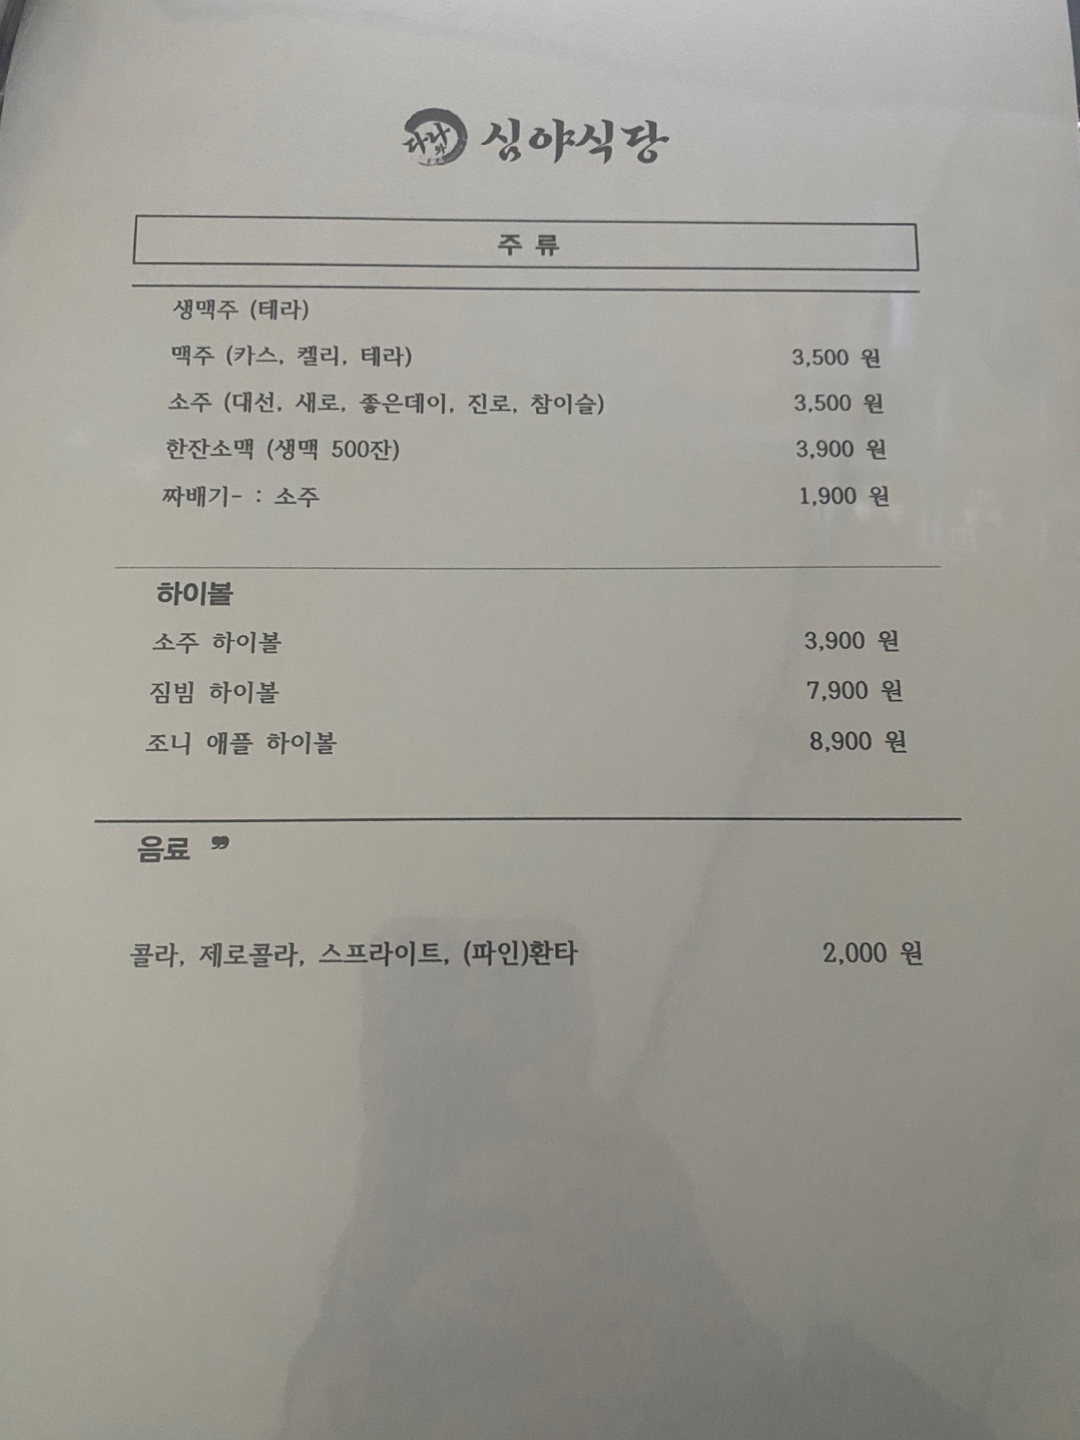 다나와 심야식당
주 류
생맥주 (테라)
맥주 (카스, 켈리, 테라) 3,500 원
소주 (대선, 새로, 좋은데이, 진로, 참이슬) 3,500 원
한잔소맥 (생맥 500잔) 3,900 원
짜배기- : 소주 1,900 원
하이볼
소주 하이볼 3,900 원
짐빔 하이볼 7,900 원
조니 애플 하이볼 8,900 원
음료 ❞
콜라, 제로콜라, 스프라이트, (파인)환타 2,000 원